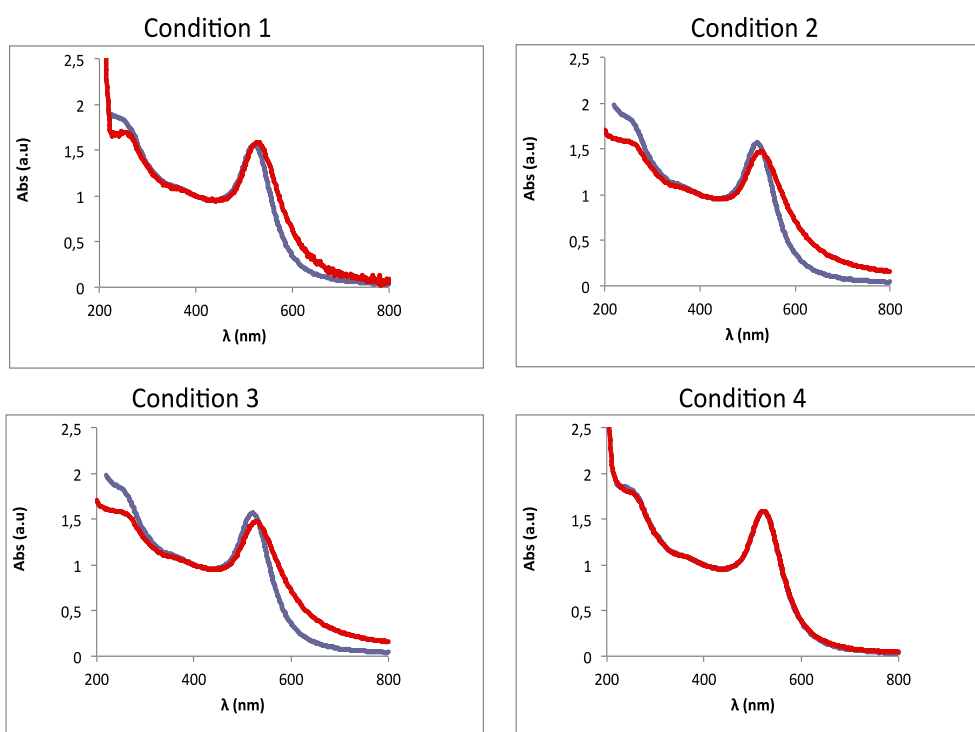 Condition 1
2,5
2
1,5
1
0,5
0
200 400 600 800
Abs (a.u)
λ (nm)
Condition 2
2,5
2
1,5
1
0,5
0
200 400 600 800
Abs (a.u)
λ (nm)
Condition 3
2,5
2
1,5
1
0,5
0
200 400 600 800
Abs (a.u)
λ (nm)
Condition 4
2,5
2
1,5
1
0,5
0
200 400 600 800
Abs (a.u)
λ (nm)